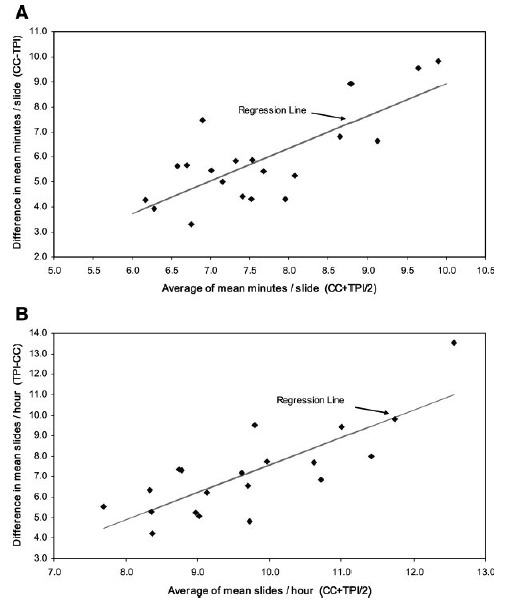 A
11.0
10.0
9.0
8.0
7.0
6.0
5.0
4.0
3.0
2.0
Difference in mean minutes / slide (CC-TPI)
Regression Line
5.0 5.5 6.0 6.5 7.0 7.5 8.0 8.5 9.0 9.5 10.0 10.5
Average of mean minutes / slide (CC+TPI/2)
B
14.0
13.0
12.0
11.0
10.0
9.0
8.0
7.0
6.0
5.0
4.0
3.0
Difference in mean slides / hour (TPI-CC)
Regression Line
7.0 8.0 9.0 10.0 11.0 12.0 13.0
Average of mean slides / hour (CC+TPI/2)